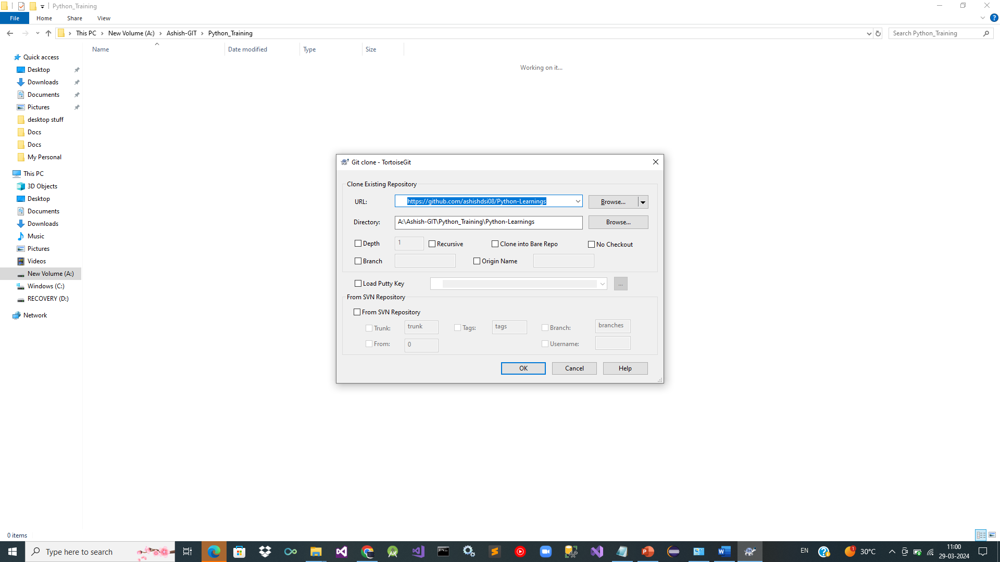 Python_Training
File Home Share View
This PC New Volume (A:) Ashish-GIT Python_Training
Search Python_Training
Name Date modified Type Size
Working on it...
Quick access
Desktop
Downloads
Documents
Pictures
desktop stuff
Docs
Docs
My Personal
This PC
3D Objects
Desktop
Documents
Downloads
Music
Pictures
Videos
New Volume (A:)
Windows (C:)
RECOVERY (D:)
Network
Git clone - TortoiseGit
Clone Existing Repository
URL: https://github.com/ashishdsi08/Python-Learnings Browse...
Directory: A:\Ashish-GIT\Python_Training\Python-Learnings Browse...
Depth 1 Recursive Clone into Bare Repo No Checkout
Branch Origin Name
Load Putty Key ...
From SVN Repository
From SVN Repository
Trunk: trunk Tags: tags Branch: branches
From: 0 Username:
OK Cancel Help
0 items
Type here to search
EN
1
30°C
11:00
29-03-2024